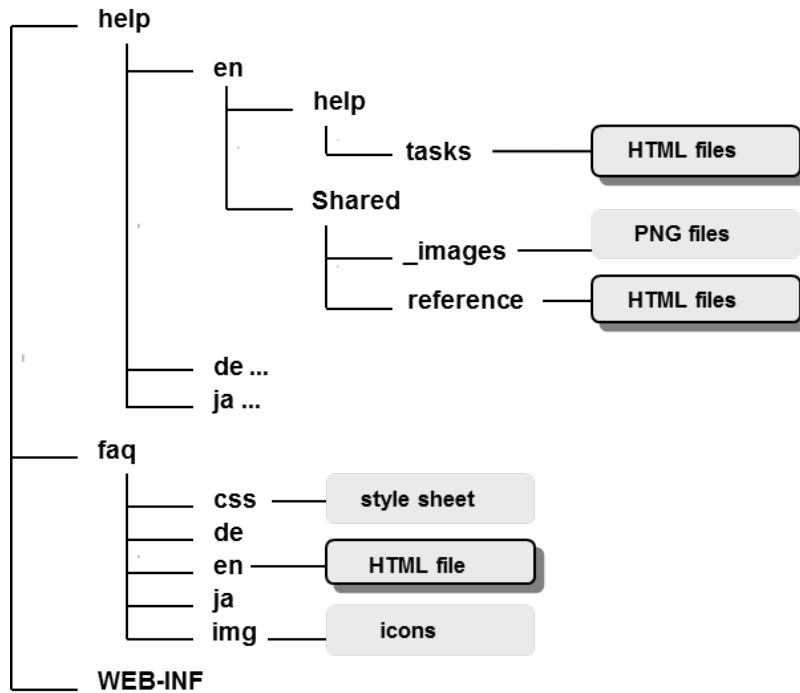 help
en
help
tasks
HTML files
Shared
_images
PNG files
reference
HTML files
de ...
ja ...
faq
css
style sheet
de
en
HTML file
ja
img
icons
WEB-INF